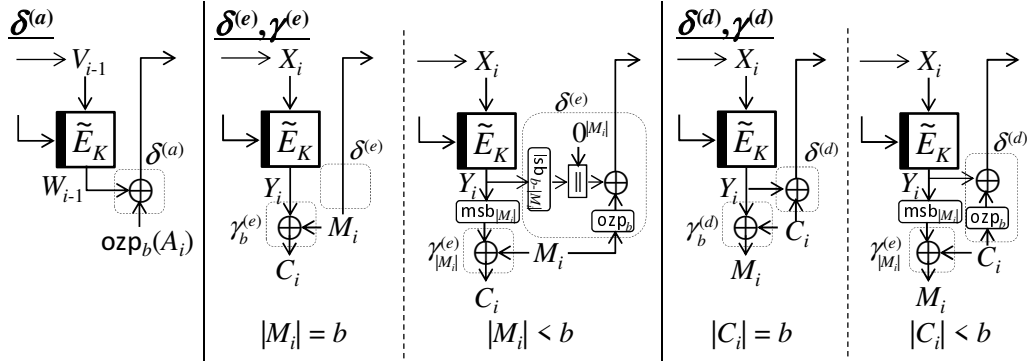 δ(a)
V_{i-1}
Ẽ_K
W_{i-1}
δ(a)
ozp_b(A_i)
δ(e),γ(e)
X_i
Ẽ_K
δ(e)
Y_i
γ_b^{(e)}
M_i
C_i
|M_i| = b
X_i
δ(e)
Ẽ_K
0^{|M_i|}
lsb_{b-|M_i|}
||
Y_i
msb_{|M_i|}
ozp_b
γ_{|M_i|}^{(e)}
M_i
C_i
|M_i| < b
δ(d),γ(d)
X_i
Ẽ_K
δ(d)
Y_i
γ_b^{(d)}
C_i
M_i
|C_i| = b
X_i
Ẽ_K
δ(d)
Y_i
msb_{|M_i|}
ozp_b
γ_{|M_i|}^{(e)}
C_i
M_i
|C_i| < b